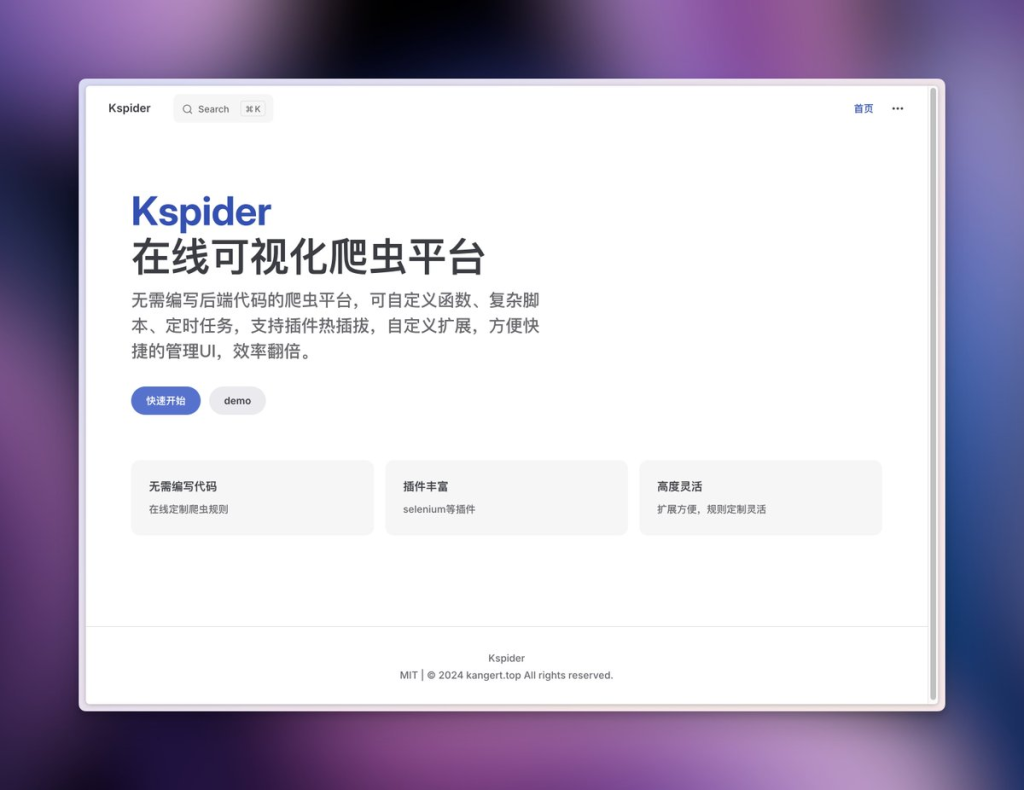 Kspider
Search ⌘ K
首页
Kspider
在线可视化爬虫平台
无需编写后端代码的爬虫平台，可自定义函数、复杂脚
本、定时任务，支持插件热插拔，自定义扩展，方便快
捷的管理UI，效率翻倍。
快速开始
demo
无需编写代码
在线定制爬虫规则
插件丰富
selenium等插件
高度灵活
扩展方便，规则定制灵活
Kspider
MIT | © 2024 kangert.top All rights reserved.